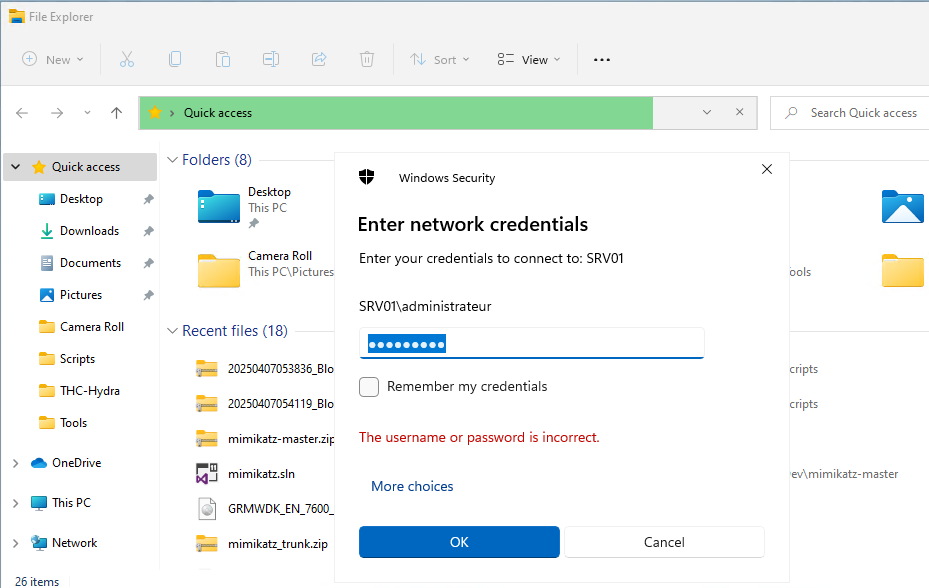 File Explorer
New
Sort
View
Quick access
Search Quick access
Quick access
Desktop
Downloads
Documents
Pictures
Camera Roll
Scripts
THC-Hydra
Tools
OneDrive
This PC
Network
26 items
Folders (8)
Desktop
This PC
Camera Roll
This PC\Pictures
ools
Recent files (18)
20250407053836_Blo
cripts
20250407054119_Blo
cripts
mimikatz-master.zip
mimikatz.sln
ev\mimikatz-master
GRMWDK_EN_7600_
mimikatz_trunk.zip
Windows Security
Enter network credentials
Enter your credentials to connect to: SRV01
SRV01\administrateur
●●●●●●●●●
Remember my credentials
The username or password is incorrect.
More choices
OK
Cancel